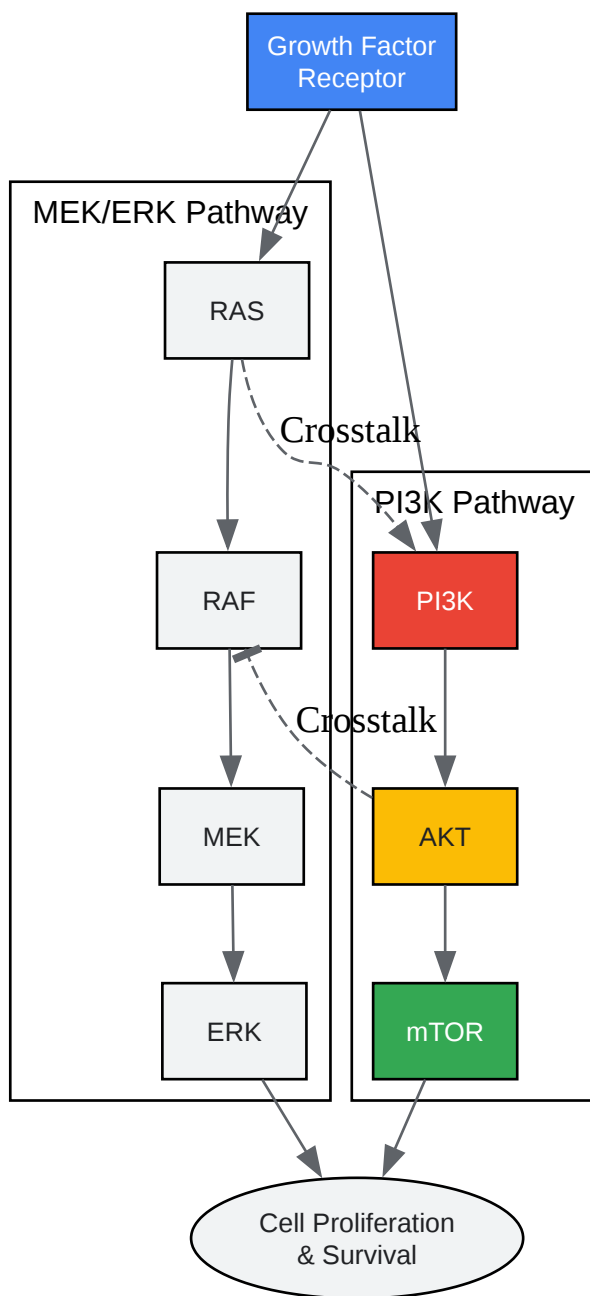 Growth Factor
Receptor
MEK/ERK Pathway
RAS
Crosstalk
PI3K Pathway
RAF
PI3K
Crosstalk
MEK
AKT
ERK
mTOR
Cell Proliferation
& Survival